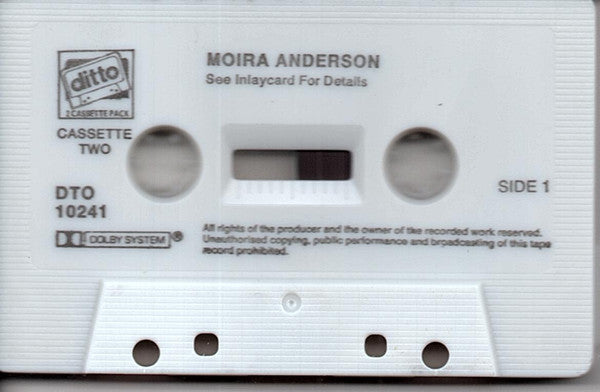 MOIRA ANDERSON
See Inlaycard For Details
ditto
2 CASSETTE PACK
CASSETTE
TWO
SIDE 1
DTO
10241
DOLBY SYSTEM®
All rights of the producer and the owner of the recorded work reserved.
Unauthorised copying, public performance and broadcasting of this tape
record prohibited.